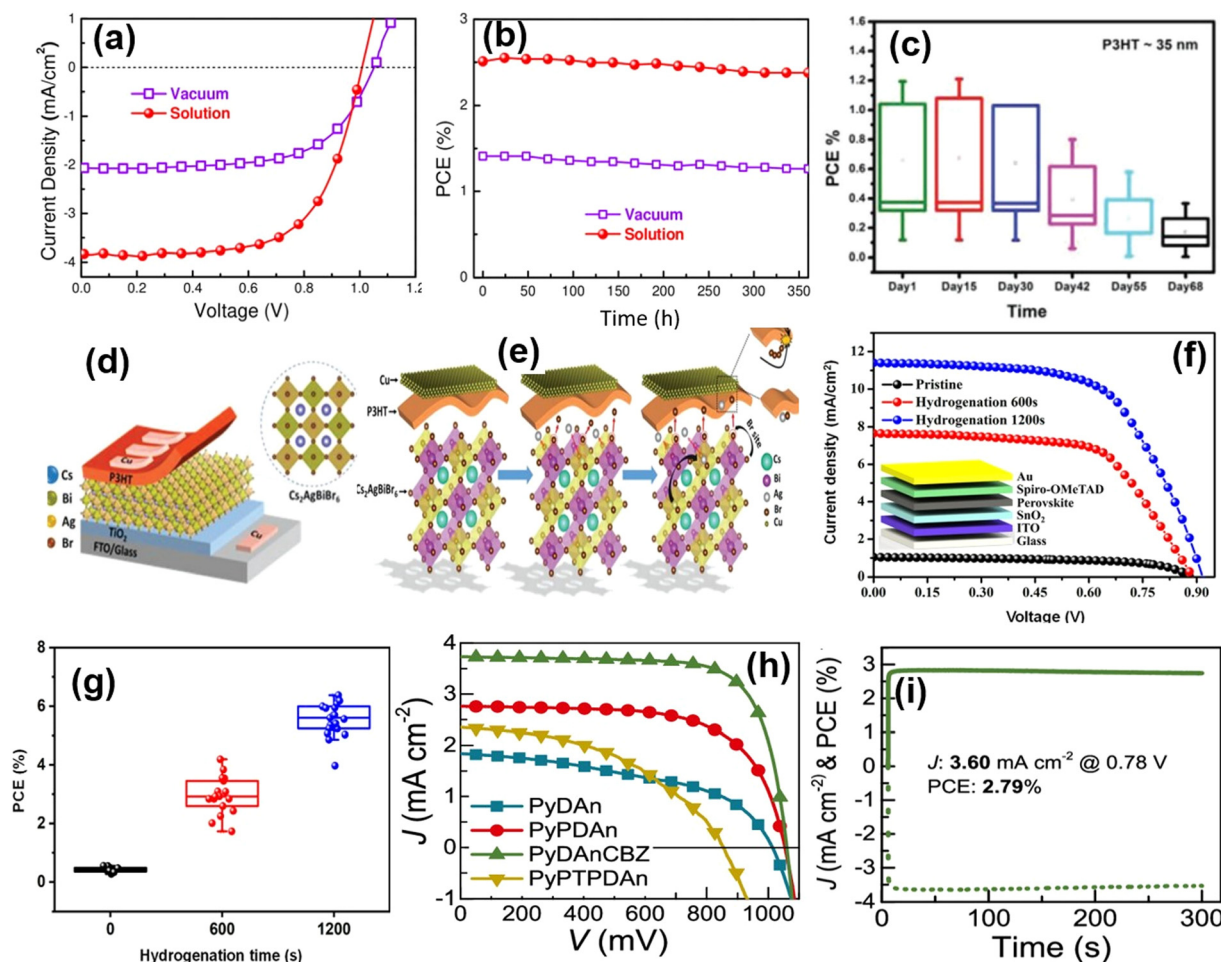 (a)
Current Density (mA/cm²)
1
0
-1
-2
-3
-4
Vacuum
Solution
0.0 0.2 0.4 0.6 0.8 1.0 1.2
Voltage (V)
(b)
PCE (%)
3
2
1
0
Vacuum
Solution
0 50 100 150 200 250 300 350
Time (h)
(c)
P3HT ~ 35 nm
PCE %
1.6
1.4
1.2
1.0
0.8
0.6
0.4
0.2
0.0
Day1 Day15 Day30 Day42 Day55 Day68
Time
(d)
Cs
Bi
Ag
Br
Cu
P3HT
TiO₂
FTO/Glass
Cu
Cs₂AgBiBr₆
(e)
Cu
P3HT
Cs₂AgBiBr₆
Br site
Cs
Bi
Ag
Br
Cu
(f)
Current density (mA/cm²)
12
10
8
6
4
2
0
Pristine
Hydrogenation 600s
Hydrogenation 1200s
Au
Spiro-OMeTAD
Perovskite
SnO₂
ITO
Glass
0.00 0.15 0.30 0.45 0.60 0.75 0.90
Voltage (V)
(g)
PCE (%)
8
6
4
2
0
0 600 1200
Hydrogenation time (s)
(h)
J (mA cm⁻²)
4
3
2
1
0
-1
PyDAn
PyPDAn
PyDAnCBZ
PyPTPDAn
0 200 400 600 800 1000
V (mV)
(i)
J (mA cm⁻²) & PCE (%)
3
2
1
0
-1
-2
-3
-4
J: 3.60 mA cm⁻² @ 0.78 V
PCE: 2.79%
0 100 200 300
Time (s)